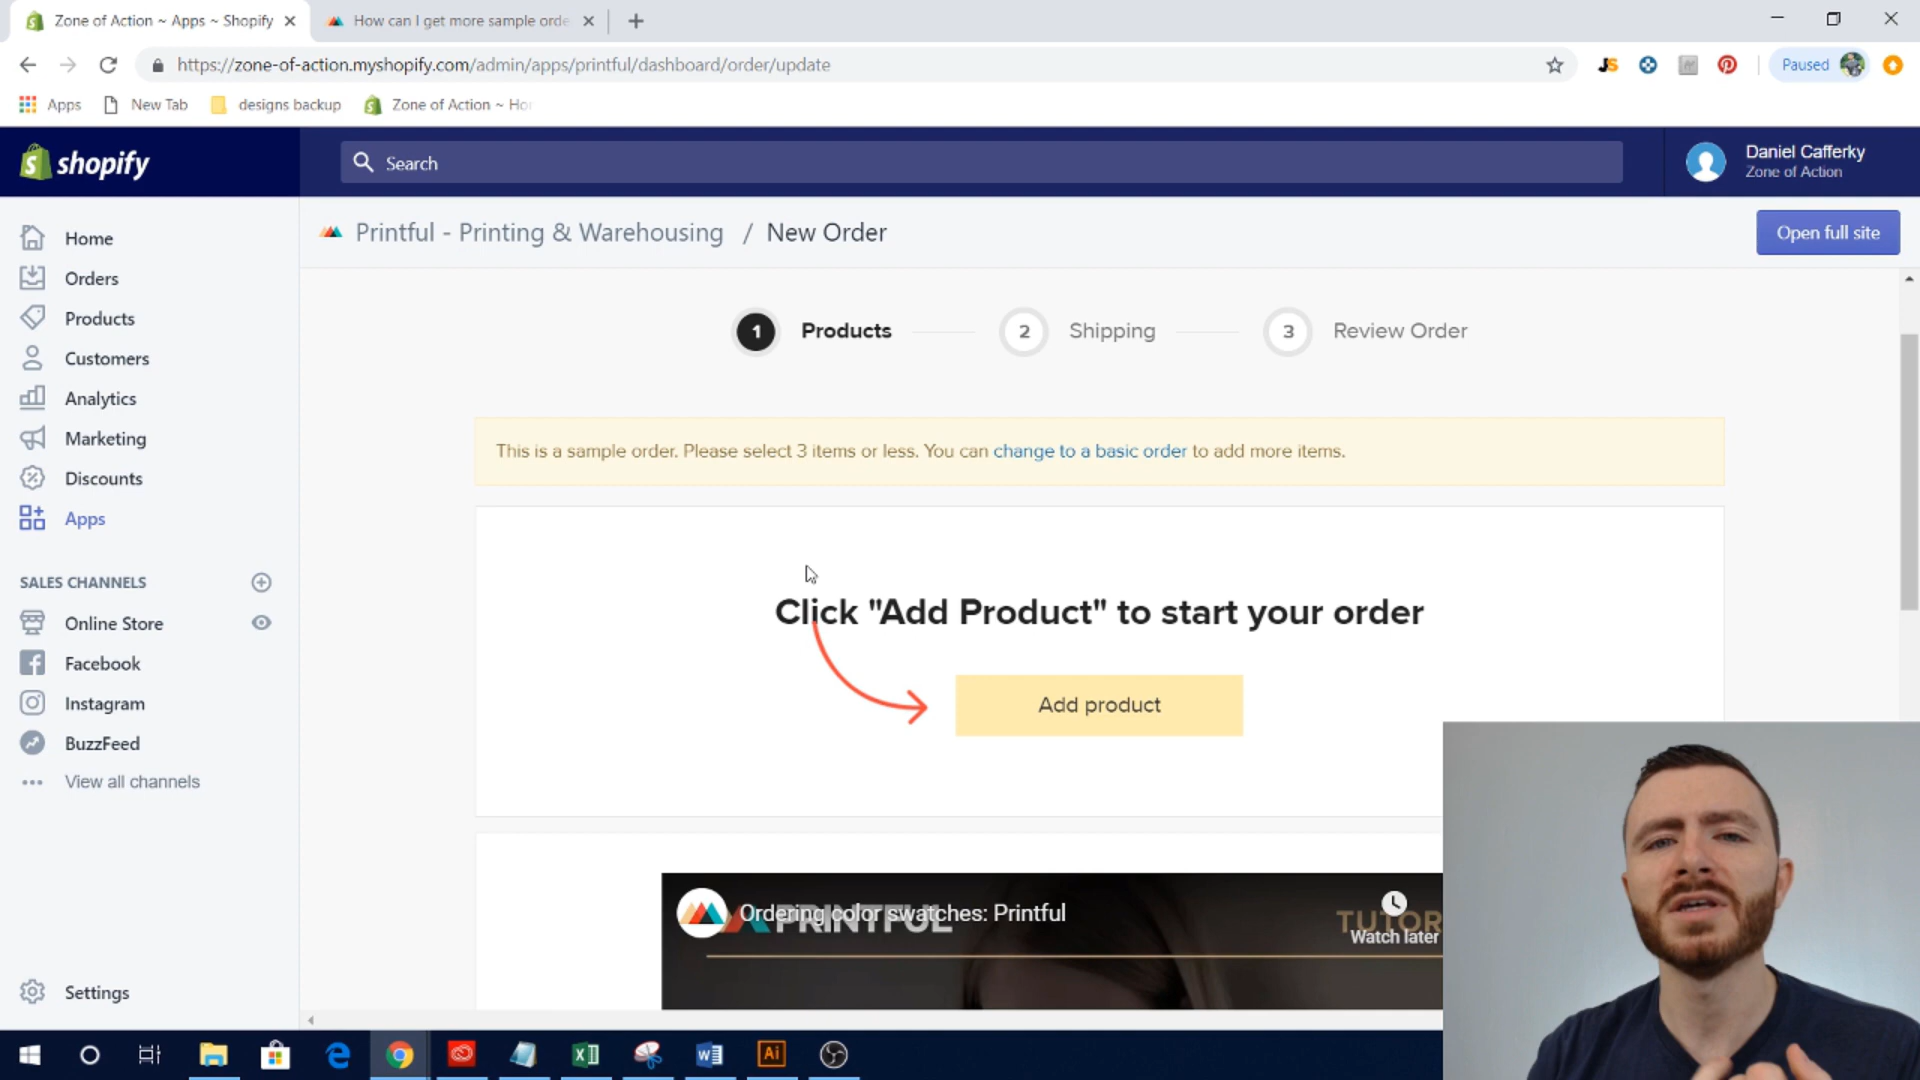 Zone of Action ~ Apps ~ Shopify
How can I get more sample orde
https://zone-of-action.myshopify.com/admin/apps/printful/dashboard/order/update
JS
Paused
Apps
New Tab
designs backup
Zone of Action ~ Ho
shopify
Search
Daniel Cafferky
Zone of Action
Home
Orders
Products
Customers
Analytics
Marketing
Discounts
Apps
SALES CHANNELS
Online Store
Facebook
Instagram
BuzzFeed
View all channels
Settings
Printful - Printing & Warehousing / New Order
Open full site
1 Products
2 Shipping
3 Review Order
This is a sample order. Please select 3 items or less. You can change to a basic order to add more items.
Click "Add Product" to start your order
Add product
Ordering color swatches: Printful
PRINTFUL
TUTOR
Watch later
Ai